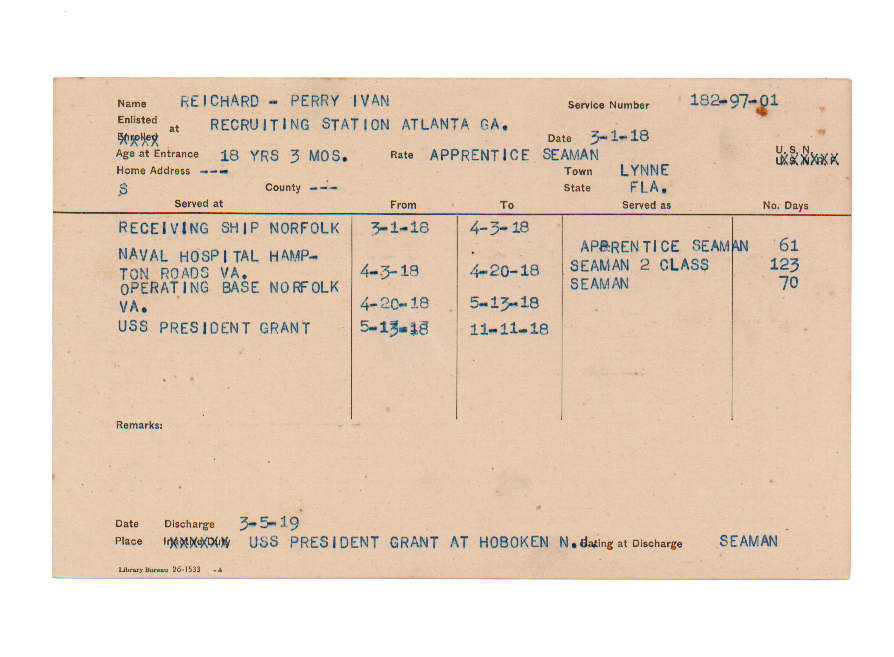 Name REICHARD - PERRY IVAN Service Number 182-97-01
Enlisted
Enrolled at RECRUITING STATION ATLANTA GA. Date 3-1-18
Age at Entrance 18 YRS 3 MOS. Rate APPRENTICE SEAMAN U.S.N.
U.S.N.R.F.
Home Address --- Town LYNNE
S County --- State FLA.
Served at From To Served as No. Days
RECEIVING SHIP NORFOLK 3-1-18 4-3-18
APPRENTICE SEAMAN 61
NAVAL HOSPITAL HAMP-
TON ROADS VA. 4-3-18 4-20-18 SEAMAN 2 CLASS 123
OPERATING BASE NORFOLK SEAMAN 70
VA. 4-20-18 5-13-18
USS PRESIDENT GRANT 5-13-18 11-11-18
Remarks:
Date Discharge 3-5-19
Place Inactive Duty USS PRESIDENT GRANT AT HOBOKEN N.J. Rating at Discharge SEAMAN
Library Bureau 26-1533 - A